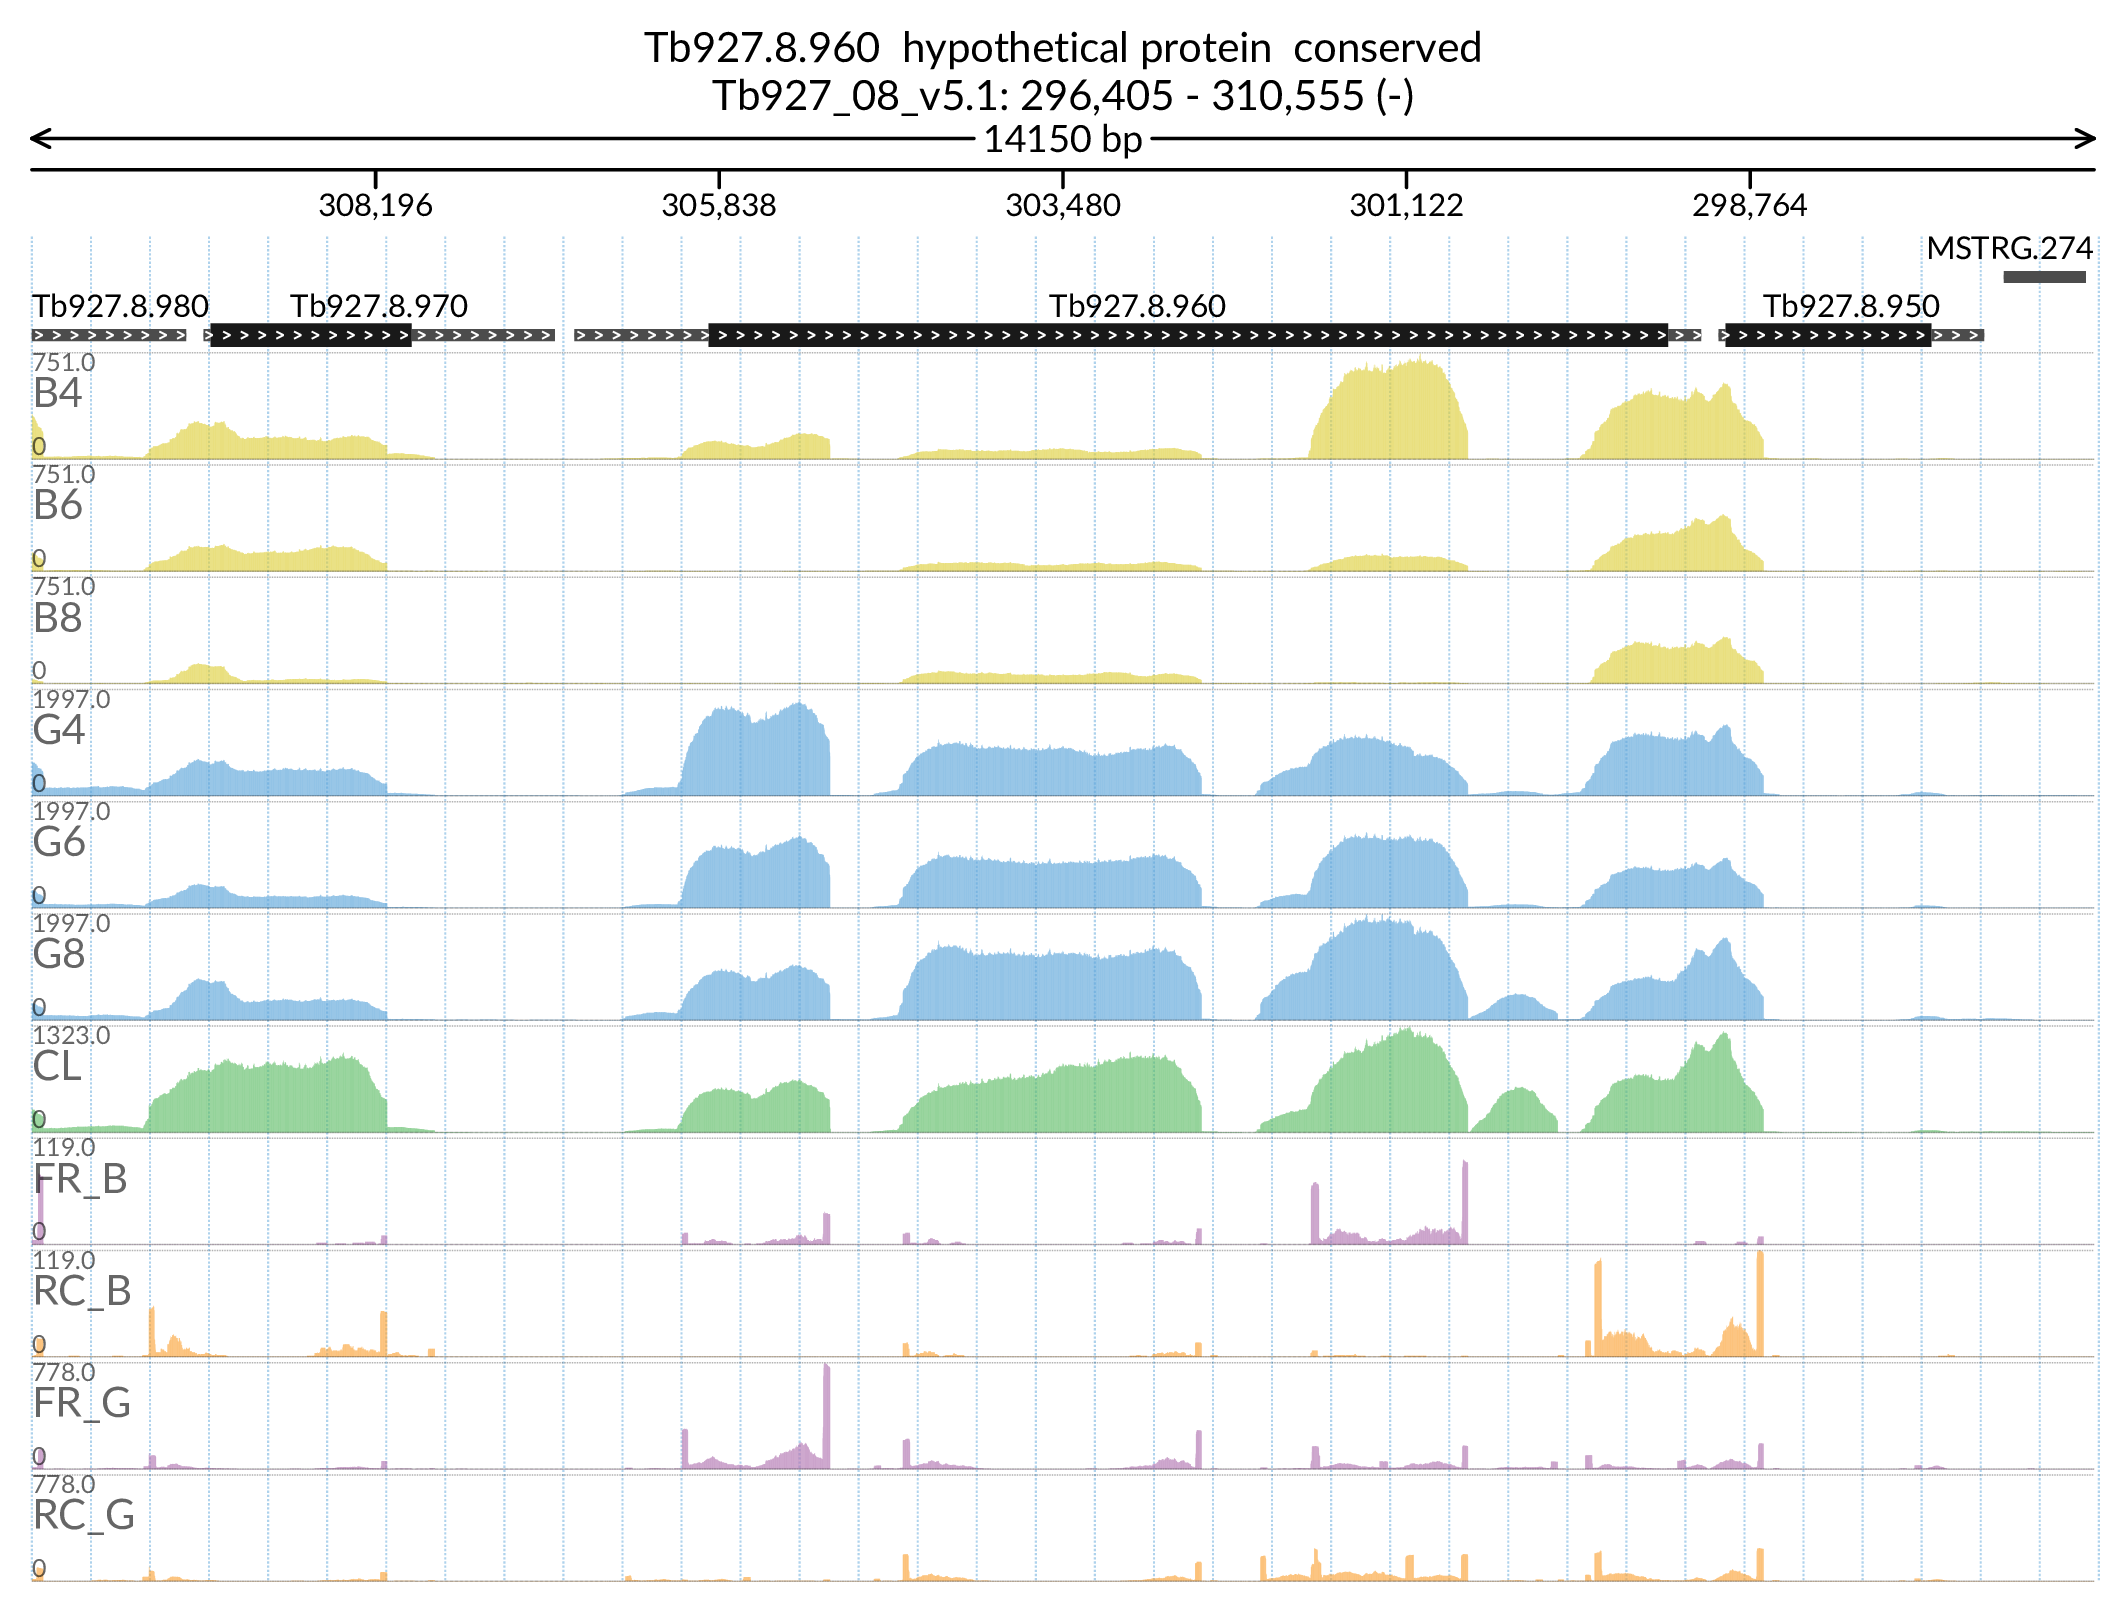 Tb927.8.960 hypothetical protein conserved
Tb927_08_v5.1: 296,405 - 310,555 (-)
14150 bp
308,196 305,838 303,480 301,122 298,764
MSTRG.274
Tb927.8.980 Tb927.8.970 Tb927.8.960 Tb927.8.950
751.0
B4
0
751.0
B6
0
751.0
B8
0
1997.0
G4
0
1997.0
G6
0
1997.0
G8
0
1323.0
CL
0
119.0
FR_B
0
119.0
RC_B
0
778.0
FR_G
0
778.0
RC_G
0